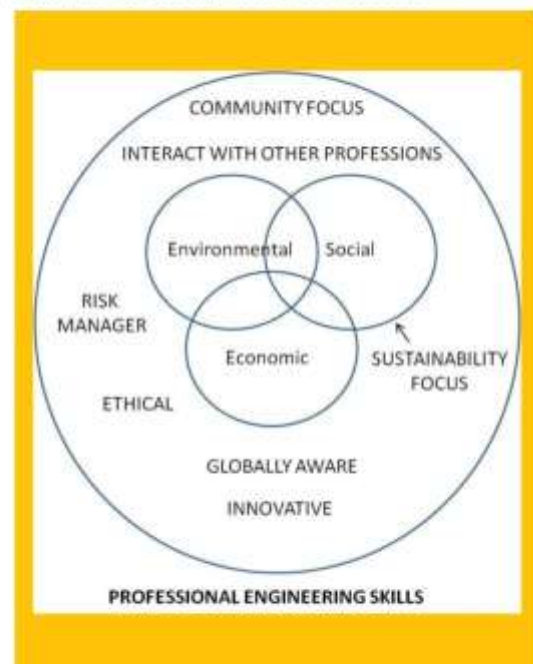 COMMUNITY FOCUS
INTERACT WITH OTHER PROFESSIONS
Environmental
Social
RISK
MANAGER
Economic
SUSTAINABILITY
FOCUS
ETHICAL
GLOBALLY AWARE
INNOVATIVE
PROFESSIONAL ENGINEERING SKILLS